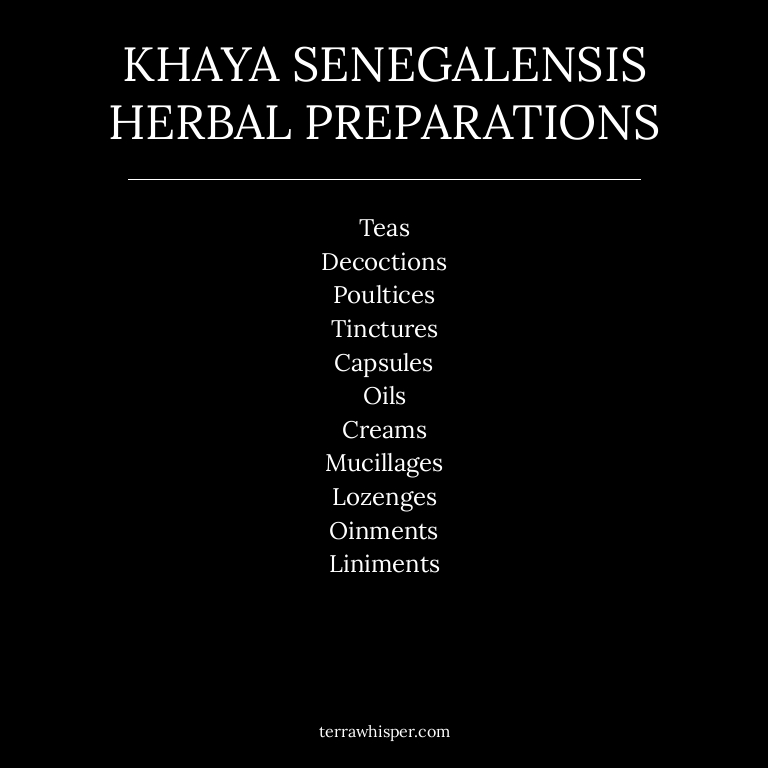 KHAYA SENEGALENSIS
HERBAL PREPARATIONS
Teas
Decoctions
Poultices
Tinctures
Capsules
Oils
Creams
Mucillages
Lozenges
Oinments
Liniments
terrawhisper.com